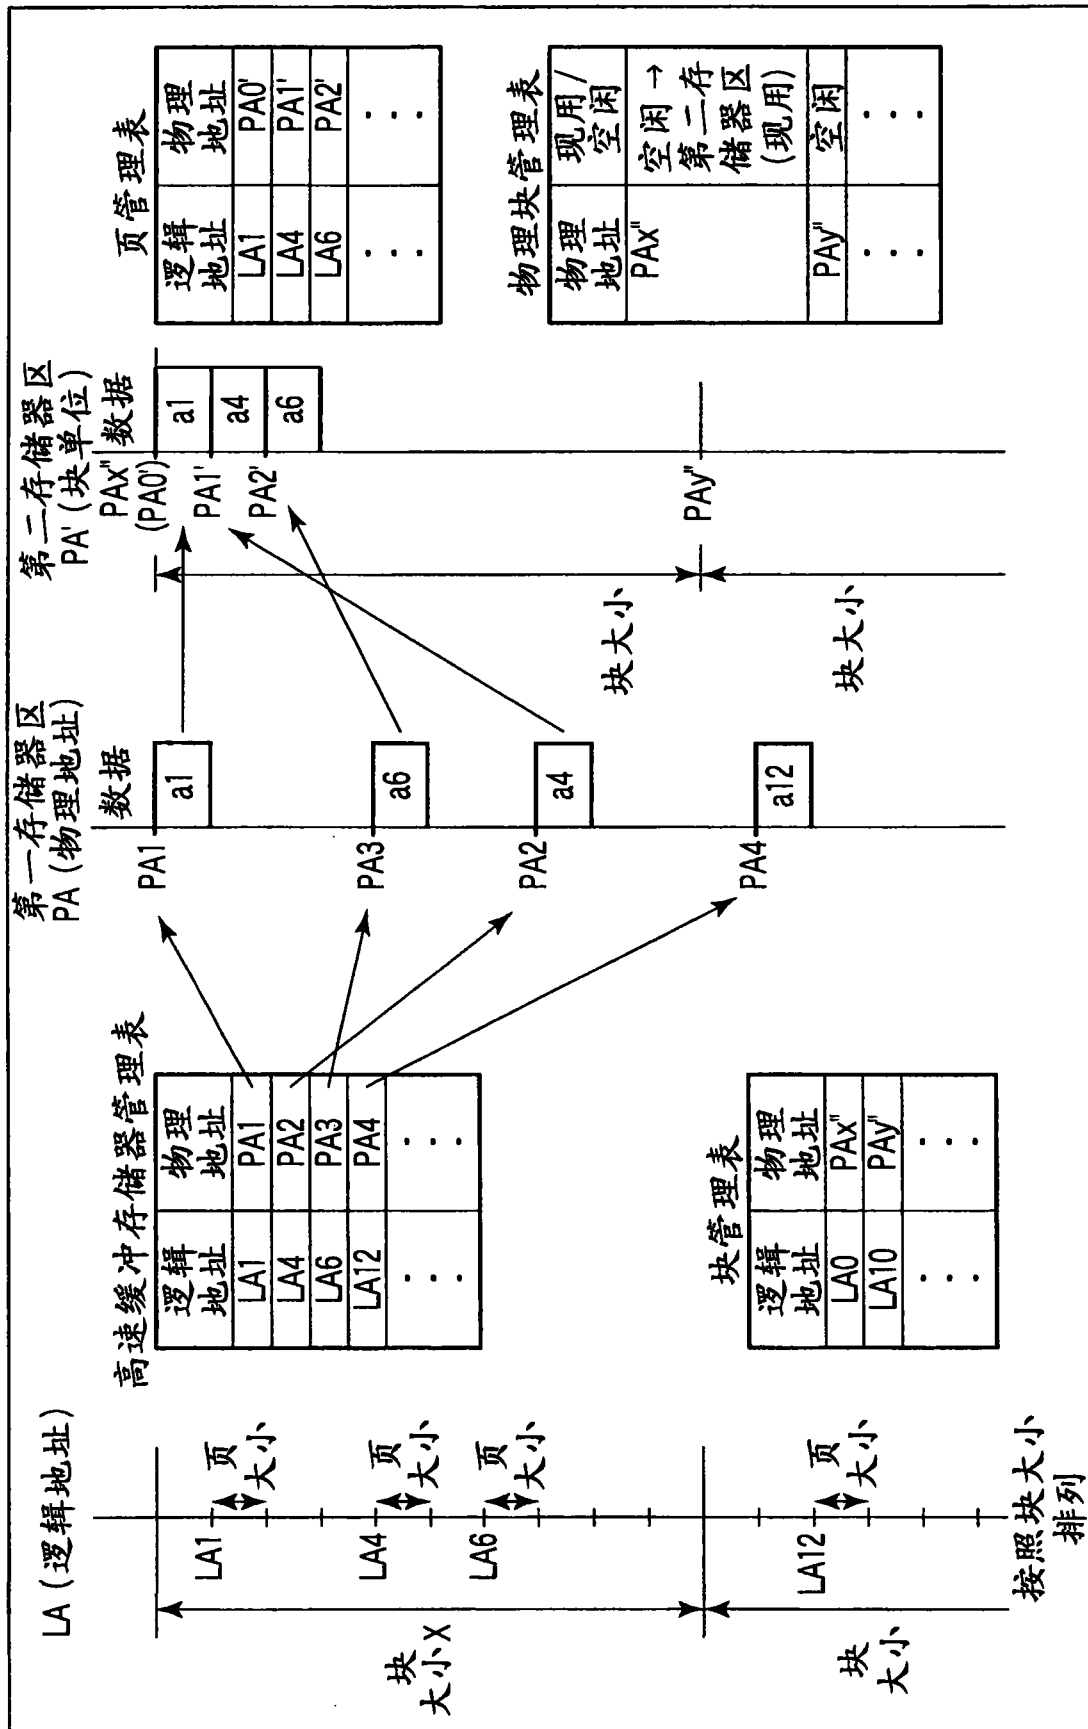 LA (逻辑地址)
LA1
页
大小
LA4
页
大小
LA6
页
大小
LA12
页
大小
块
大小X
块
大小
按照块大小
排列
高速缓冲存储器管理表
逻辑
地址
物理
地址
LA1
PA1
LA4
PA2
LA6
PA3
LA12
PA4
· · ·
· · ·
块管理表
逻辑
地址
物理
地址
LA0
PAx"
LA10
PAy"
· · ·
· · ·
第一存储器区
PA (物理地址)
数据
PA1
a1
PA3
a6
PA2
a4
PA4
a12
第二存储器区
PA' (块单位)
PAx"
数据
(PA0')
a1
PA1'
a4
PA2'
a6
PAy"
块大小
块大小
页管理表
逻辑
地址
物理
地址
LA1
PA0'
LA4
PA1'
LA6
PA2'
· · ·
· · ·
物理块管理表
物理
地址
现用/
空闲
PAx"
空闲→
第二存
储器区
(现用)
PAy"
空闲
· · ·
· · ·